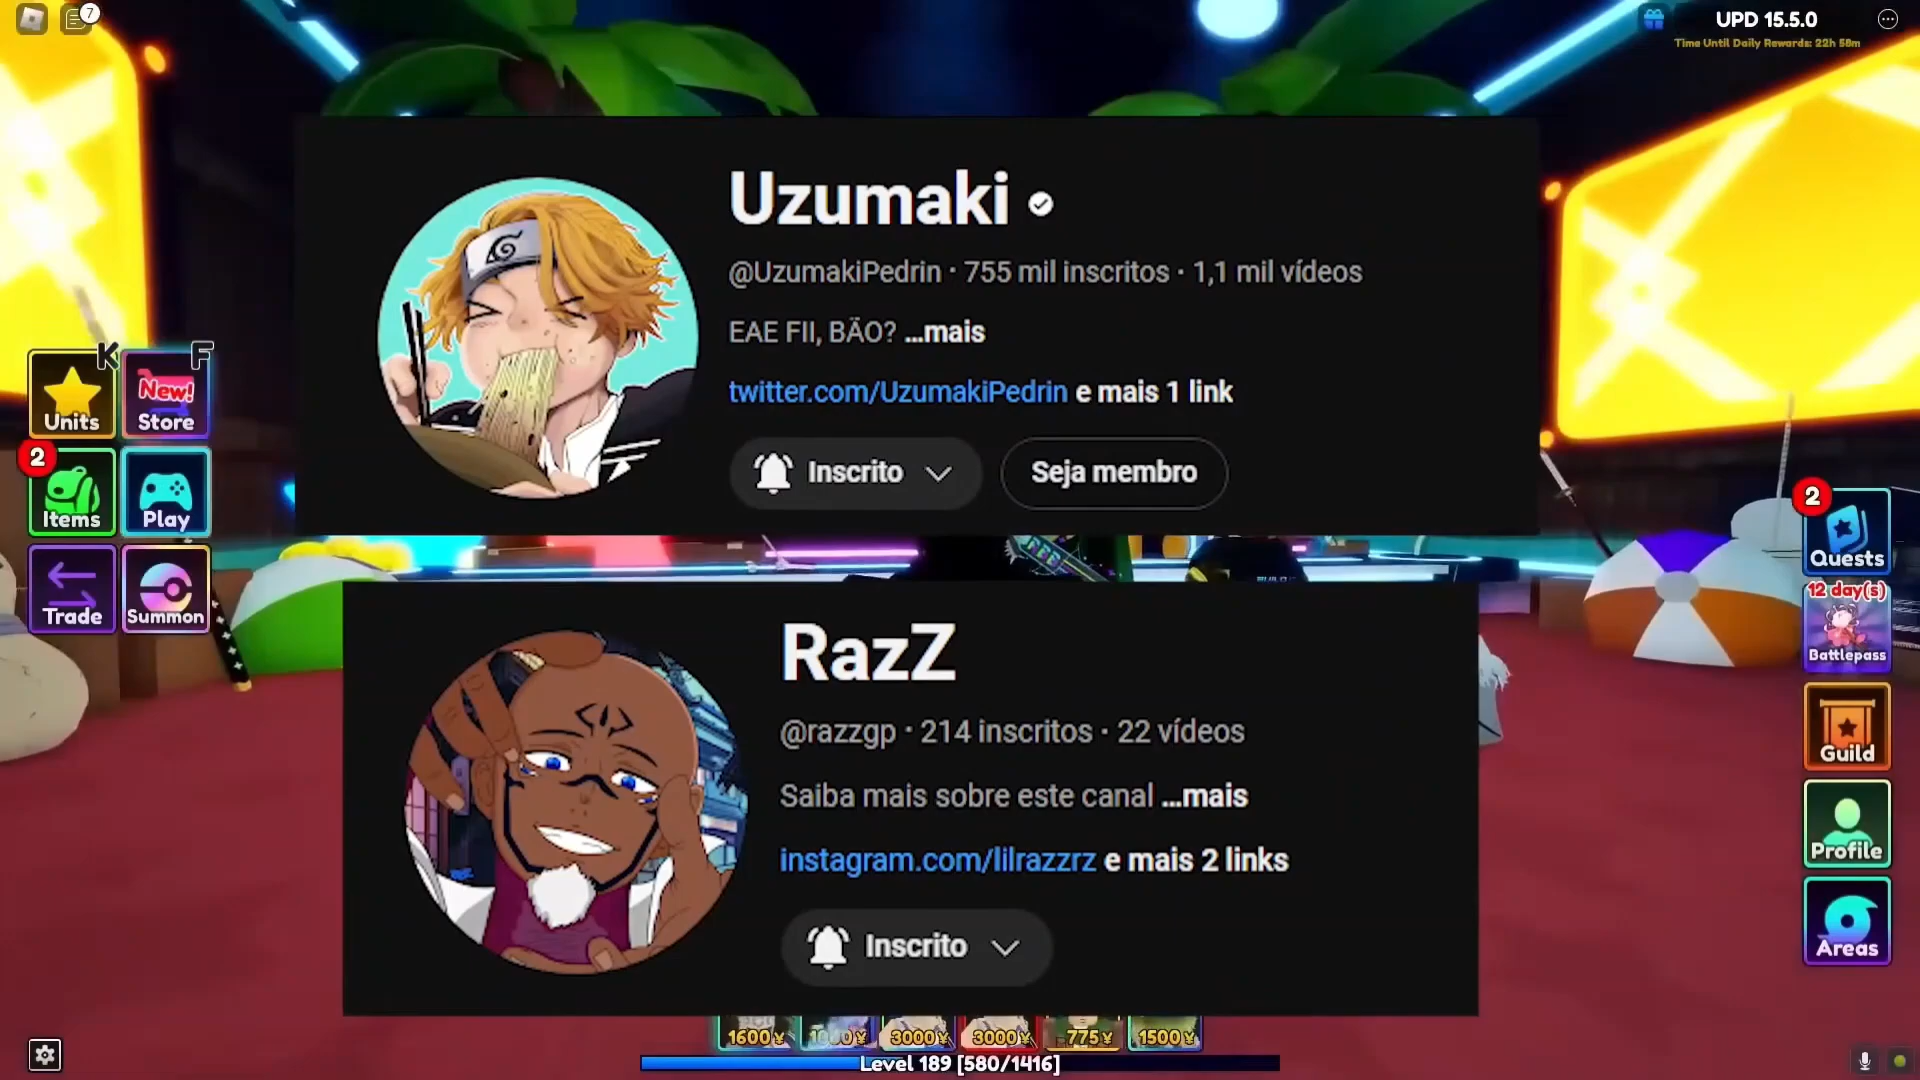 7
UPD 15.5.0
Time Until Daily Rewards: 22h 58m
Uzumaki
@UzumakiPedrin · 755 mil inscritos · 1,1 mil vídeos
EAE FII, BÄO? ...mais
twitter.com/UzumakiPedrin e mais 1 link
Inscrito
Seja membro
K
F
Units
New!
Store
2
Items
Play
Trade
Summon
2
Quests
12 day(s)
Battlepass
Guild
Profile
Areas
RazZ
@razzgp · 214 inscritos · 22 vídeos
Saiba mais sobre este canal ...mais
instagram.com/lilrazzrz e mais 2 links
Inscrito
1600¥
3000¥
3000¥
775¥
1500¥
Level 189 [580/1416]